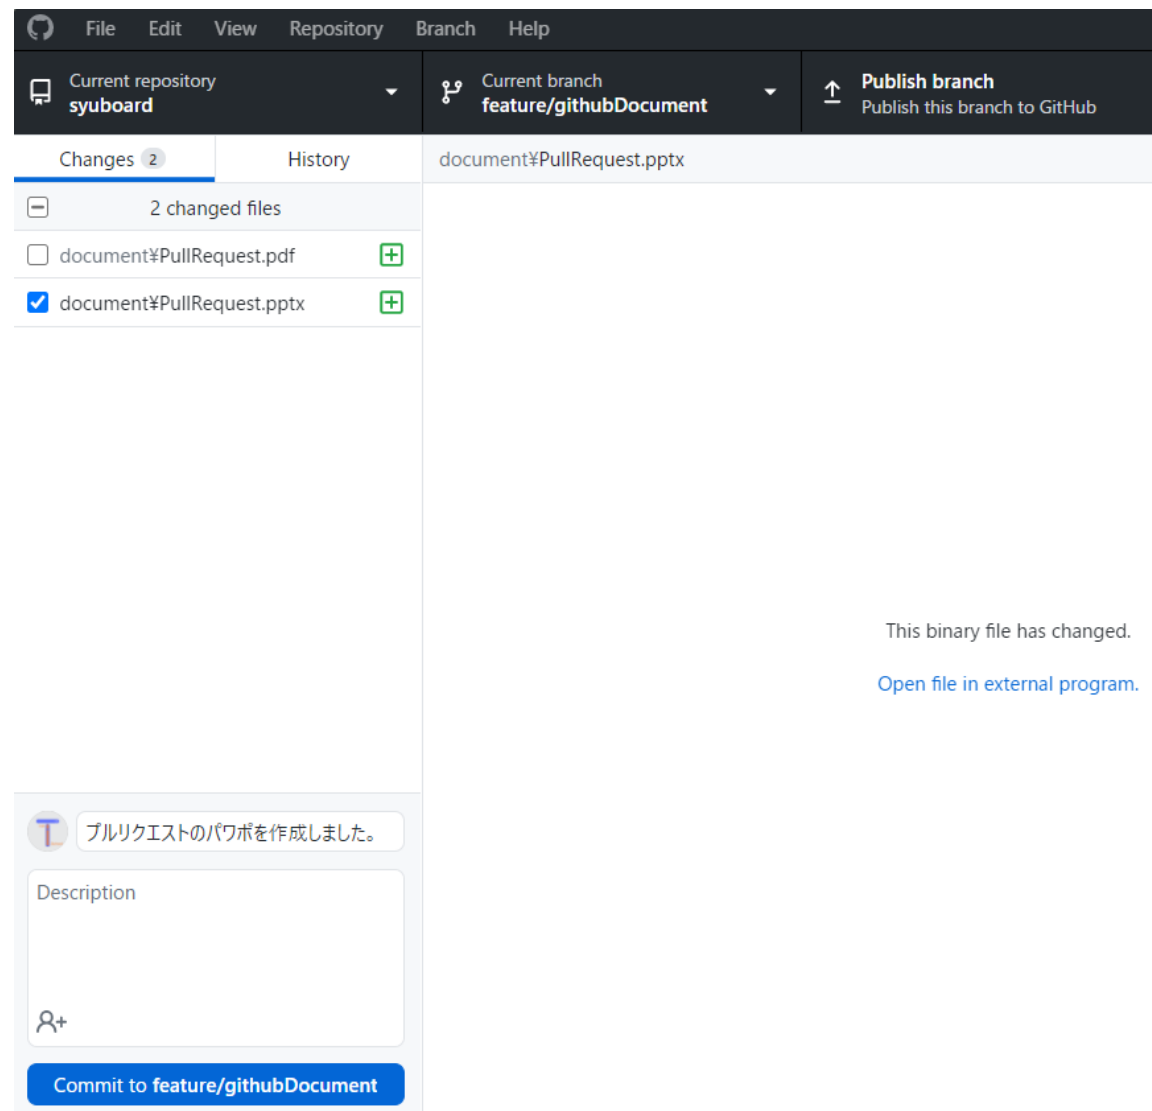 File Edit View Repository Branch Help
Current repository
syuboard
Current branch
feature/githubDocument
Publish branch
Publish this branch to GitHub
Changes 2 History
2 changed files
document¥PullRequest.pdf
document¥PullRequest.pptx
document¥PullRequest.pptx
This binary file has changed.
Open file in external program.
プルリクエストのパワポを作成しました。
Description
Commit to feature/githubDocument